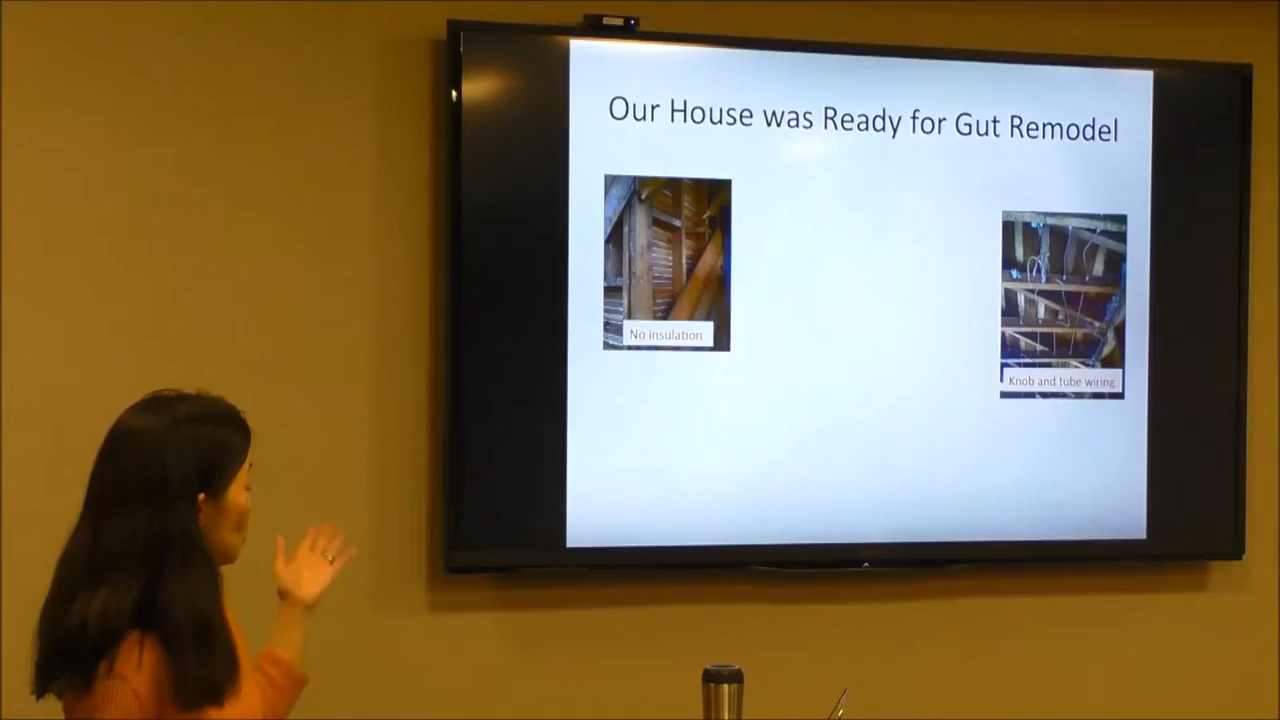 Our House was Ready for Gut Remodel
No insulation
Knob and tube wiring